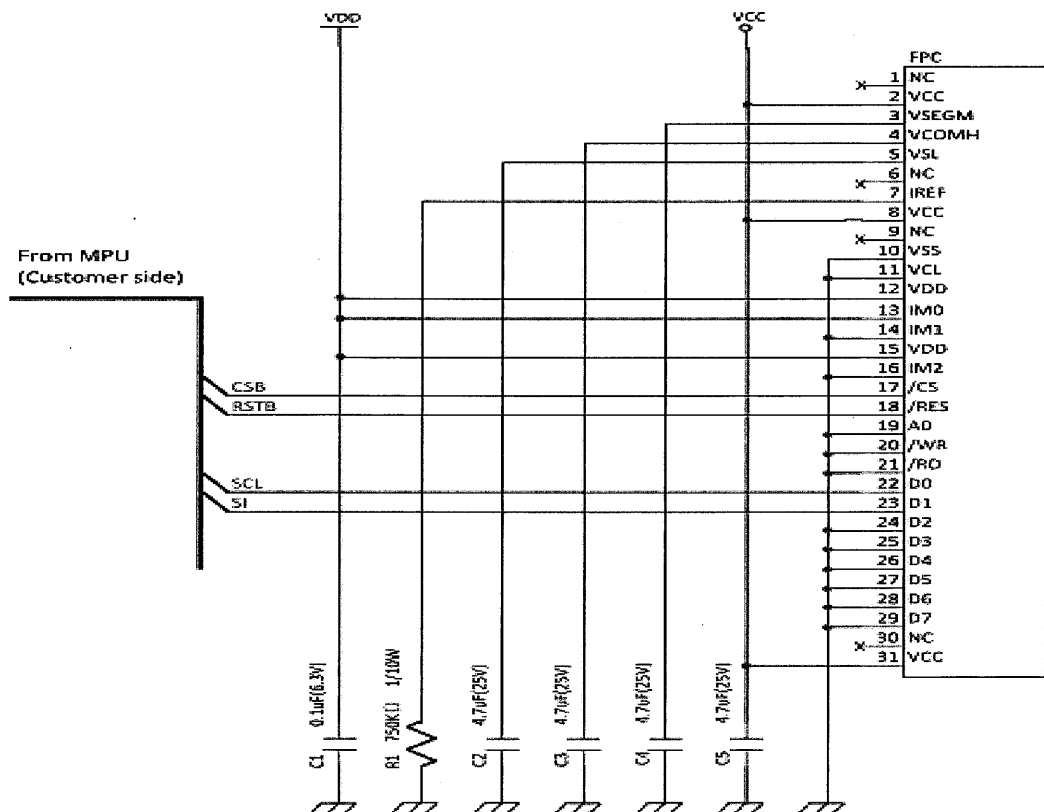 VDD
VCC
FPC
1 NC
2 VCC
3 VSEGM
4 VCOMH
5 VSL
6 NC
7 IREF
8 VCC
9 NC
10 VSS
11 VCL
12 VDD
13 IM0
14 IM1
15 VDD
16 IM2
17 /CS
18 /RES
19 A0
20 /WR
21 /RD
22 D0
23 D1
24 D2
25 D3
26 D4
27 D5
28 D6
29 D7
30 NC
31 VCC
From MPU
(Customer side)
CSB
RSTB
SCL
SI
C1 0.1uF(6.3V)
R1 750KΩ 1/10W
C2 4.7uF(25V)
C3 4.7uF(25V)
C4 4.7uF(25V)
C5 4.7uF(25V)